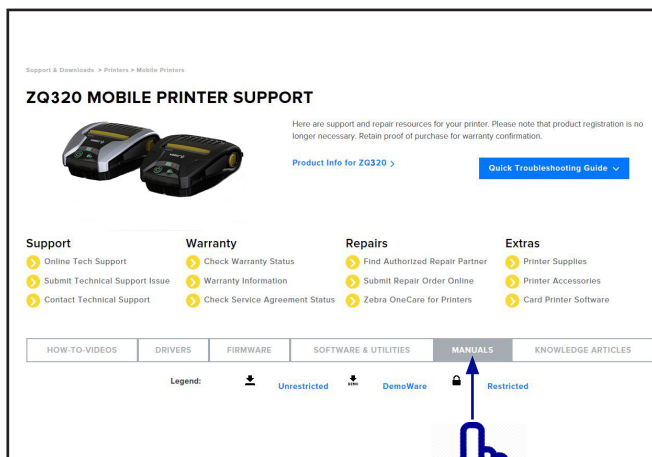 Support & Downloads > Printers > Mobile Printers
ZQ320 MOBILE PRINTER SUPPORT
Here are support and repair resources for your printer. Please note that product registration is no
longer necessary. Retain proof of purchase for warranty confirmation.
Product Info for ZQ320 >
Quick Troubleshooting Guide
Support
Online Tech Support
Submit Technical Support Issue
Contact Technical Support
Warranty
Check Warranty Status
Warranty Information
Check Service Agreement Status
Repairs
Find Authorized Repair Partner
Submit Repair Order Online
Zebra OneCare for Printers
Extras
Printer Supplies
Printer Accessories
Card Printer Software
HOW-TO-VIDEOS DRIVERS FIRMWARE SOFTWARE & UTILITIES MANUALS KNOWLEDGE ARTICLES
Legend: Unrestricted DEMO DemoWare Restricted